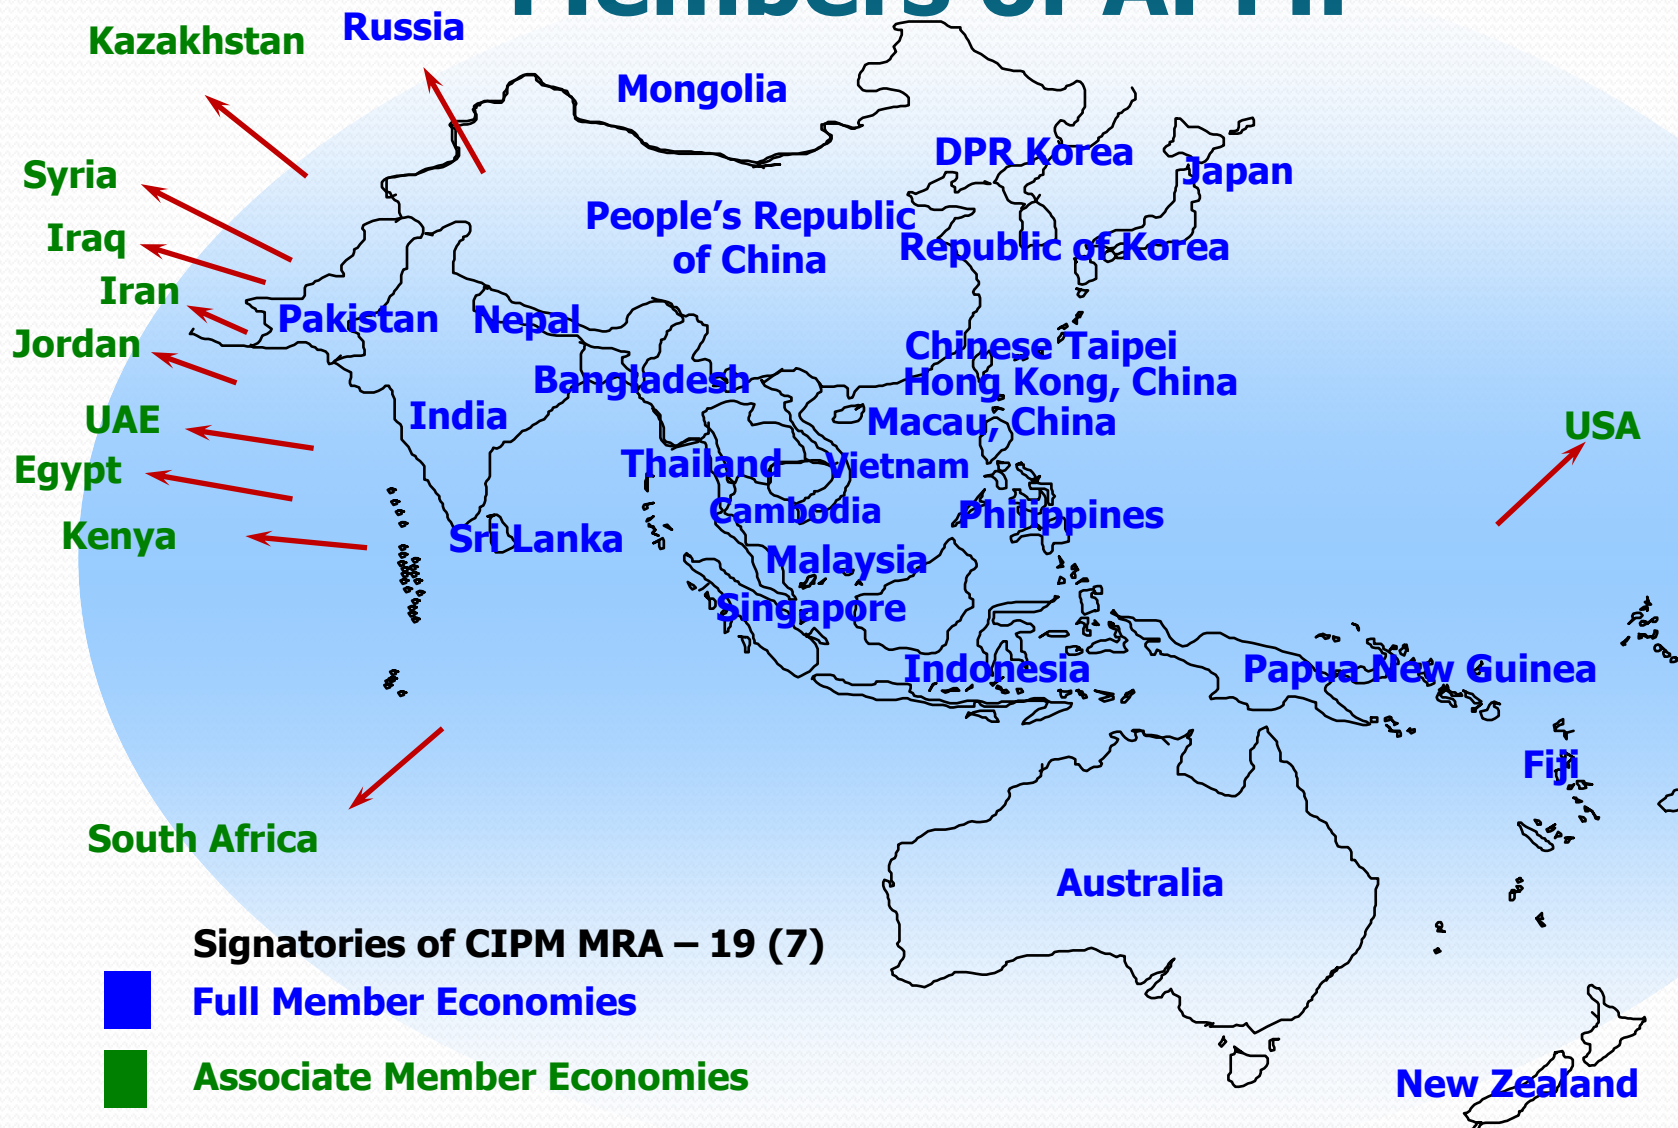 Members of APMP
Kazakhstan
Russia
Mongolia
DPR Korea
Japan
Syria
People’s Republic
of China
Iraq
Republic of Korea
Iran
Pakistan
Nepal
Jordan
Chinese Taipei
Bangladesh
Hong Kong, China
UAE
India
Macau, China
USA
Egypt
Thailand
Vietnam
Cambodia
Philippines
Kenya
Sri Lanka
Malaysia
Singapore
Indonesia
Papua New Guinea
Fiji
South Africa
Australia
Signatories of CIPM MRA – 19 (7)
Full Member Economies
Associate Member Economies
New Zealand